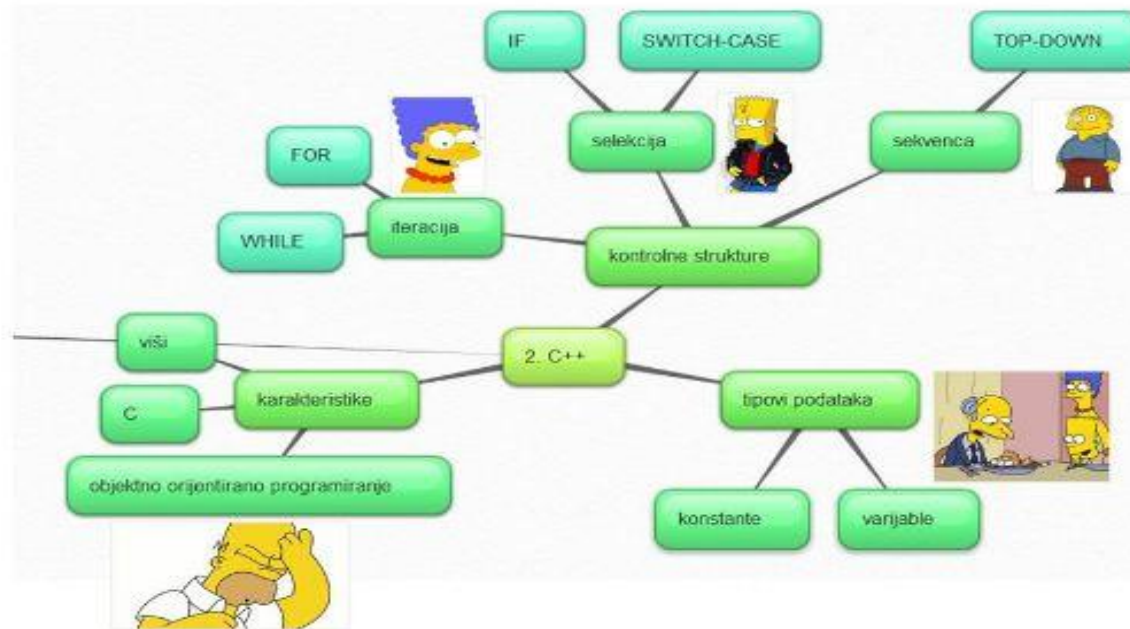 IF
SWITCH-CASE
TOP-DOWN
selekcija
sekvenca
FOR
iteracija
WHILE
kontrolne strukture
viši
2. C++
karakteristike
C
tipovi podataka
objektno orijentirano programiranje
konstante
varijable